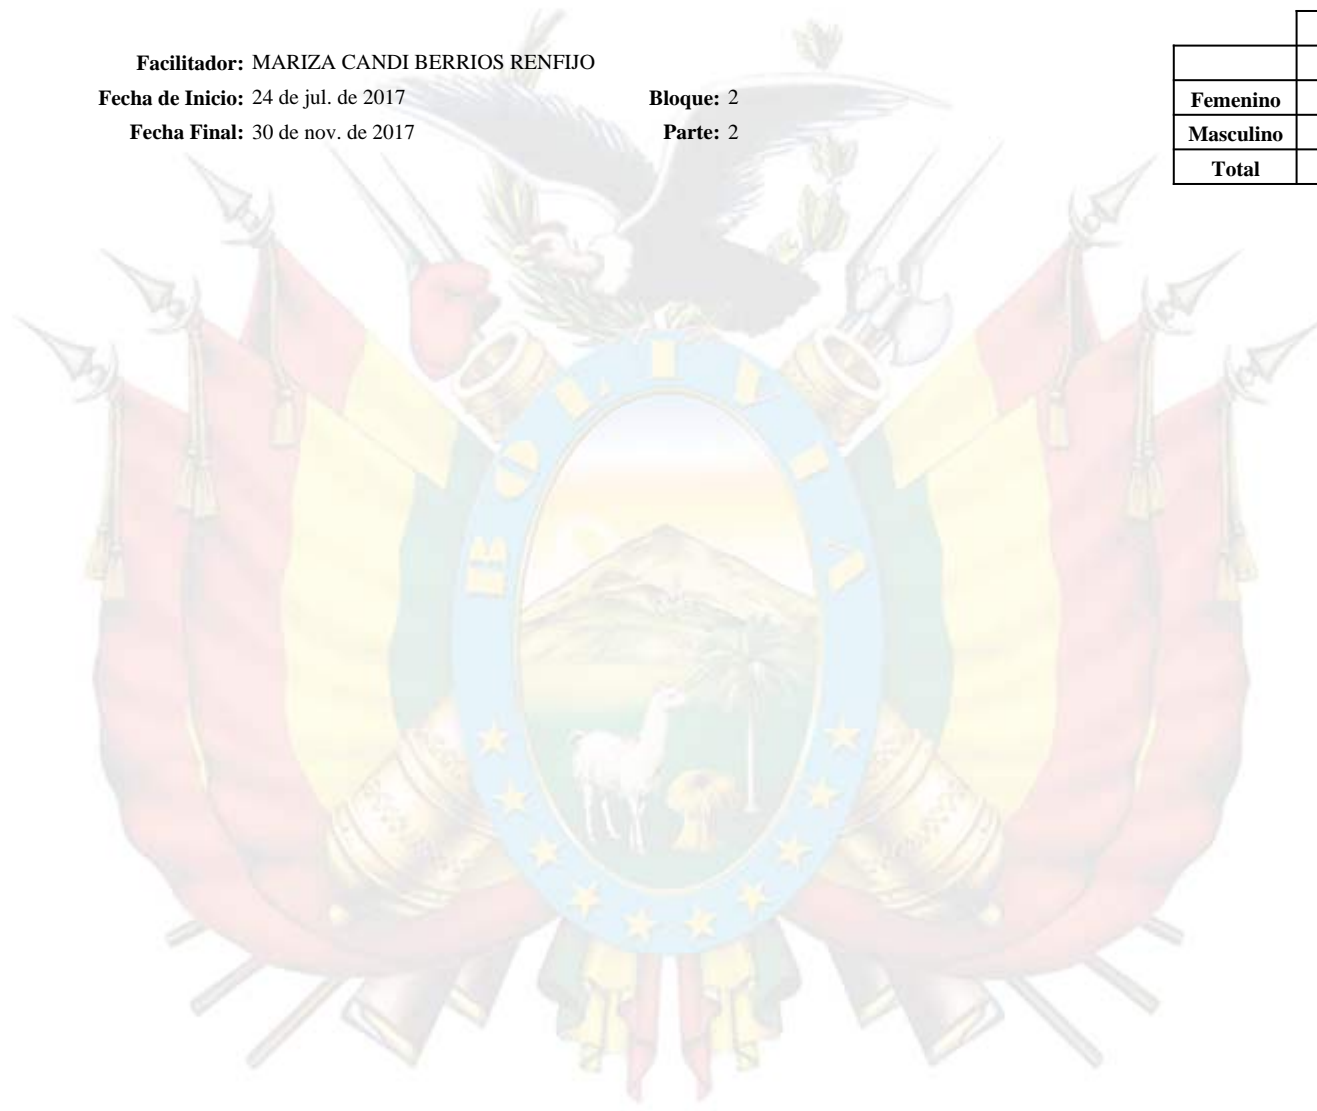 Facilitador: MARIZA CANDI BERRIOS RENFIJO
Fecha de Inicio: 24 de jul. de 2017 Bloque: 2
Fecha Final: 30 de nov. de 2017 Parte: 2
Femenino
Masculino
Total
BOLIVIA